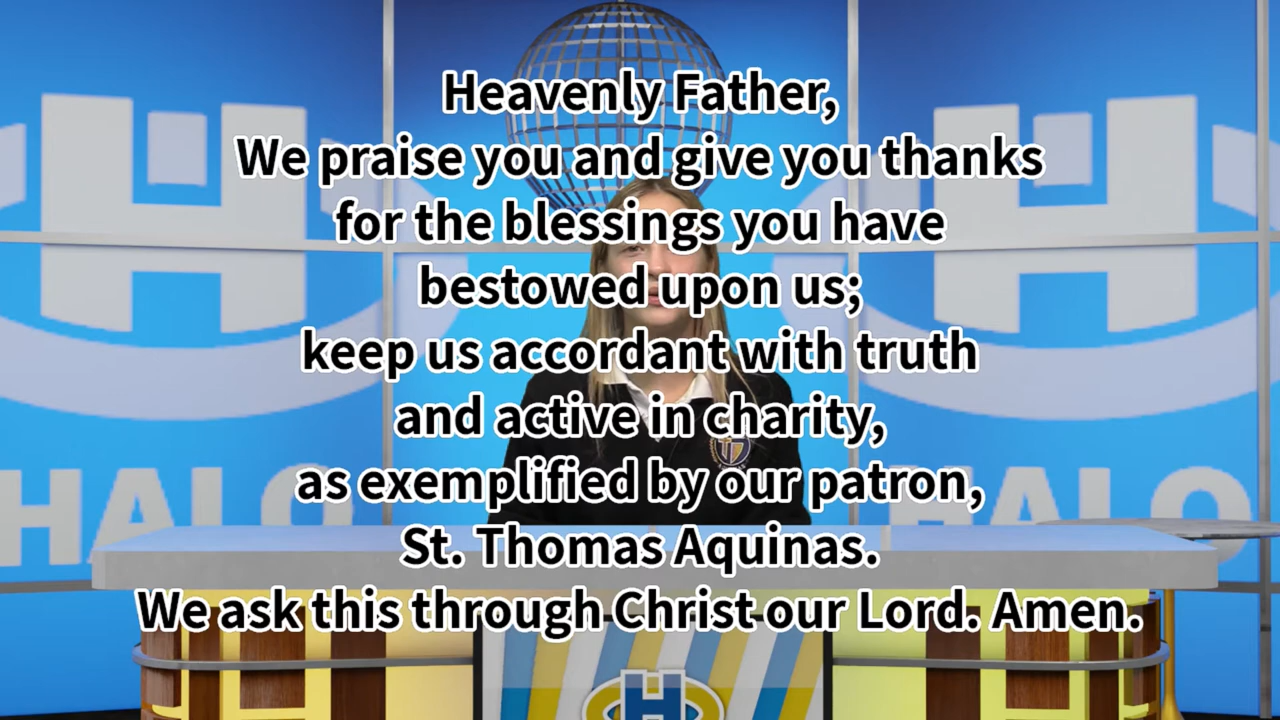 Heavenly Father,
We praise you and give you thanks
for the blessings you have
bestowed upon us;
keep us accordant with truth
and active in charity,
as exemplified by our patron,
St. Thomas Aquinas.
We ask this through Christ our Lord. Amen.
H
H
HALO
HALO
H